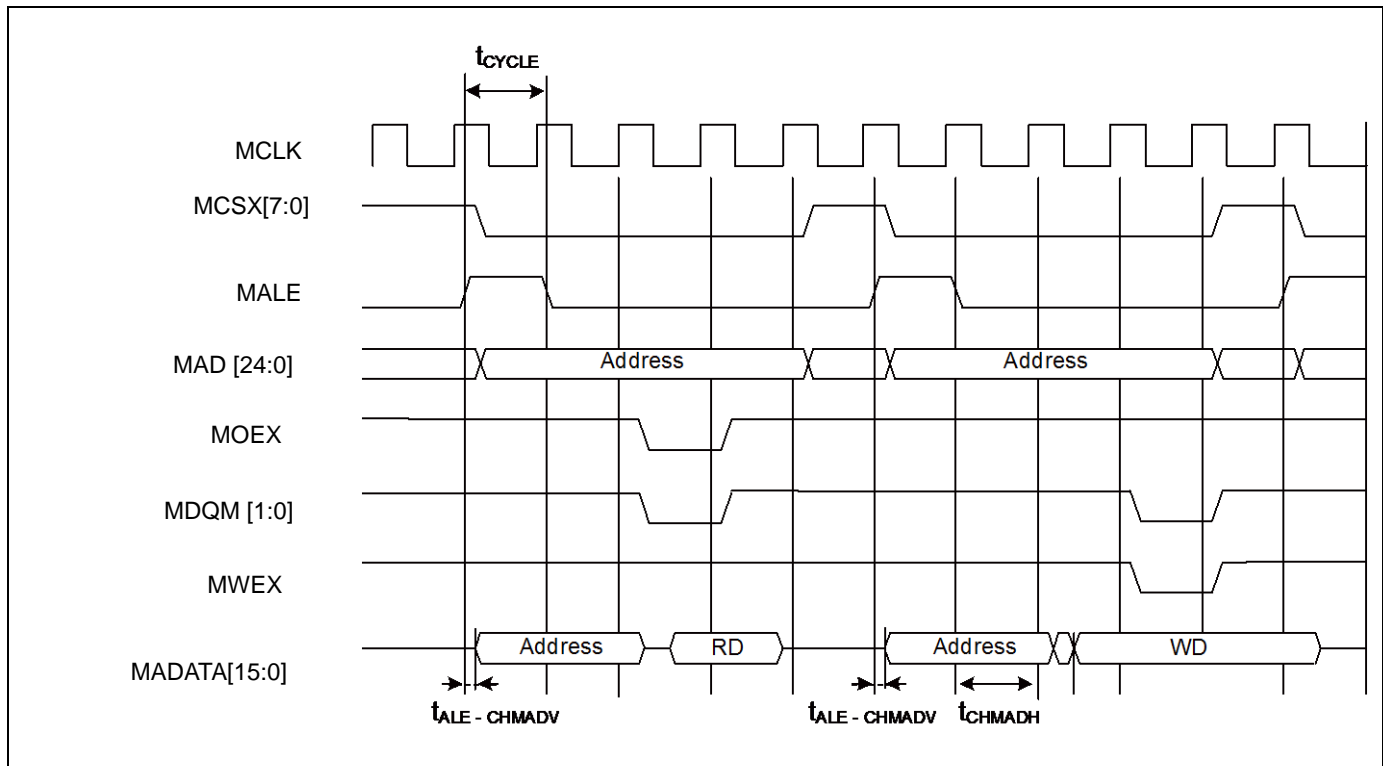 tCYCLE
MCLK
MCSX[7:0]
MALE
MAD [24:0] Address Address
MOEX
MDQM [1:0]
MWEX
MADATA[15:0] Address RD Address WD
tALE - CHMADV tALE - CHMADV tCHMADH